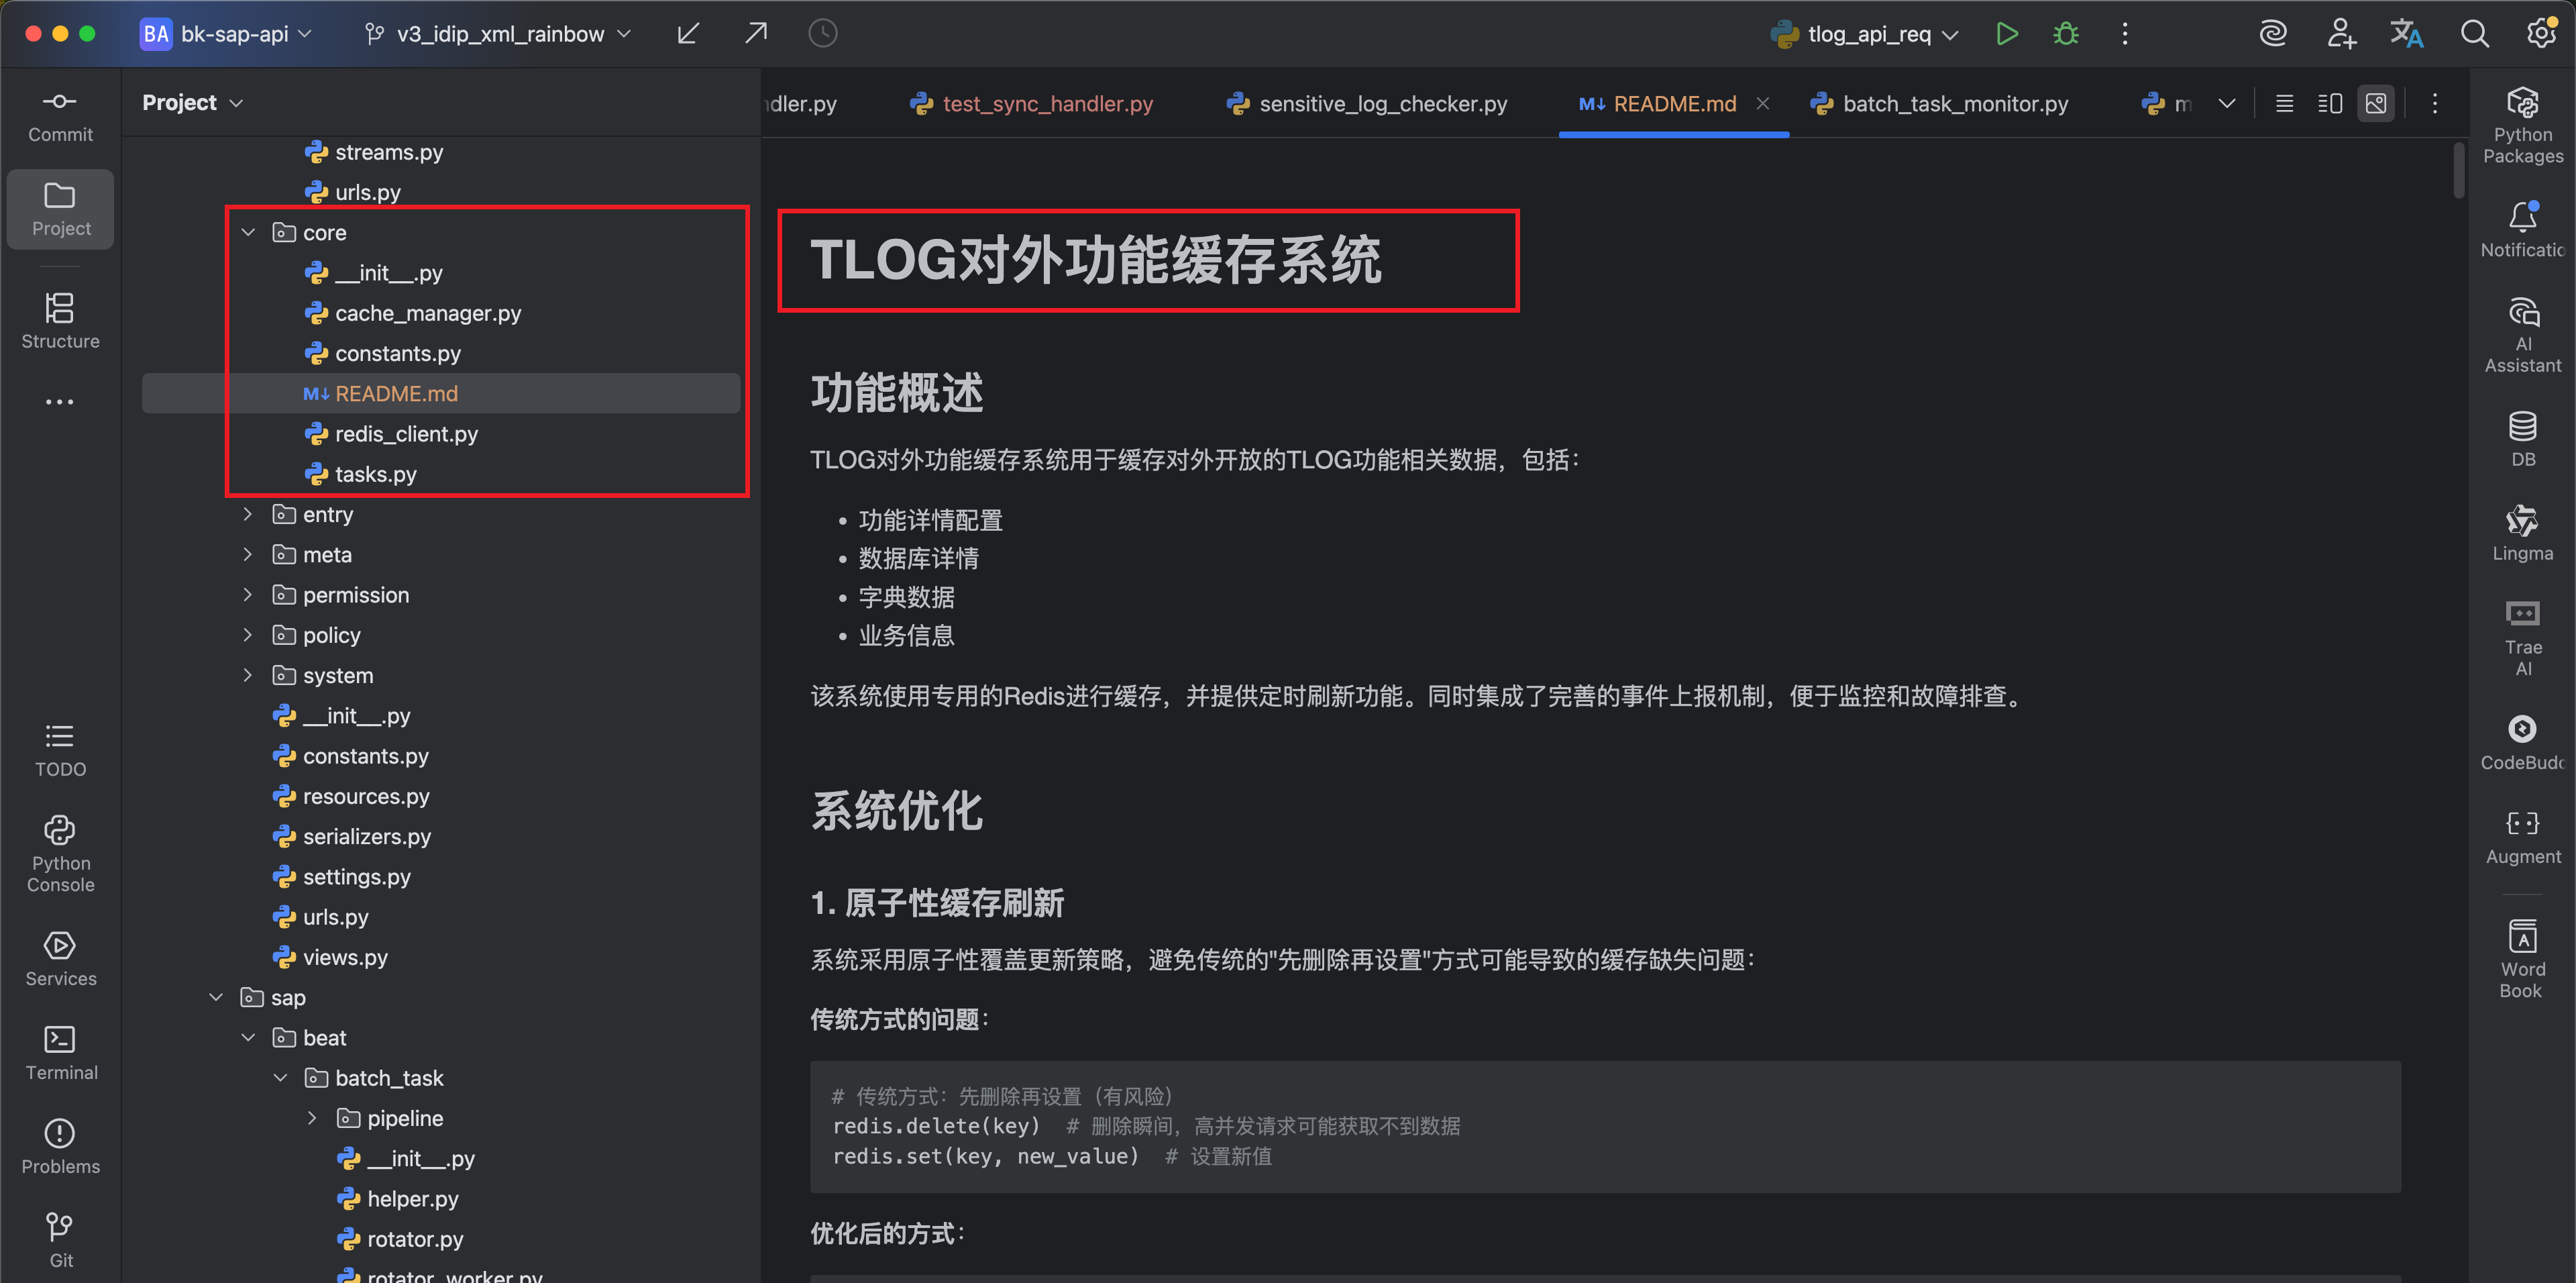 BA bk-sap-api
v3_idip_xml_rainbow
tlog_api_req
Commit
Project
Structure
TODO
Python
Console
Services
Terminal
Problems
Git
Project
streams.py
urls.py
core
__init__.py
cache_manager.py
constants.py
M↓ README.md
redis_client.py
tasks.py
entry
meta
permission
policy
system
__init__.py
constants.py
resources.py
serializers.py
settings.py
urls.py
views.py
sap
beat
batch_task
pipeline
__init__.py
helper.py
rotator.py
rotator_worker.py
ndler.py
test_sync_handler.py
sensitive_log_checker.py
M↓ README.md
batch_task_monitor.py
m
TLOG对外功能缓存系统
功能概述
TLOG对外功能缓存系统用于缓存对外开放的TLOG功能相关数据，包括：
• 功能详情配置
• 数据库详情
• 字典数据
• 业务信息
该系统使用专用的Redis进行缓存，并提供定时刷新功能。同时集成了完善的事件上报机制，便于监控和故障排查。
系统优化
1. 原子性缓存刷新
系统采用原子性覆盖更新策略，避免传统的"先删除再设置"方式可能导致的缓存缺失问题：
传统方式的问题：
# 传统方式：先删除再设置（有风险）
redis.delete(key)  # 删除瞬间，高并发请求可能获取不到数据
redis.set(key, new_value)  # 设置新值
优化后的方式：
Python
Packages
Notificatio
AI
Assistant
DB
Lingma
Trae
AI
CodeBudd
Augment
Word
Book